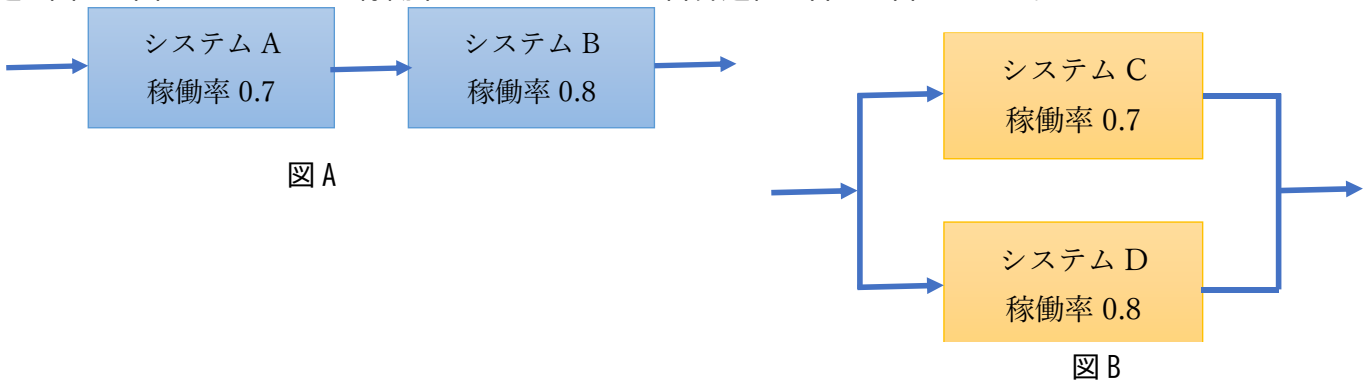 システム A
稼働率 0.7
システム B
稼働率 0.8
図 A
システム C
稼働率 0.7
システム D
稼働率 0.8
図 B